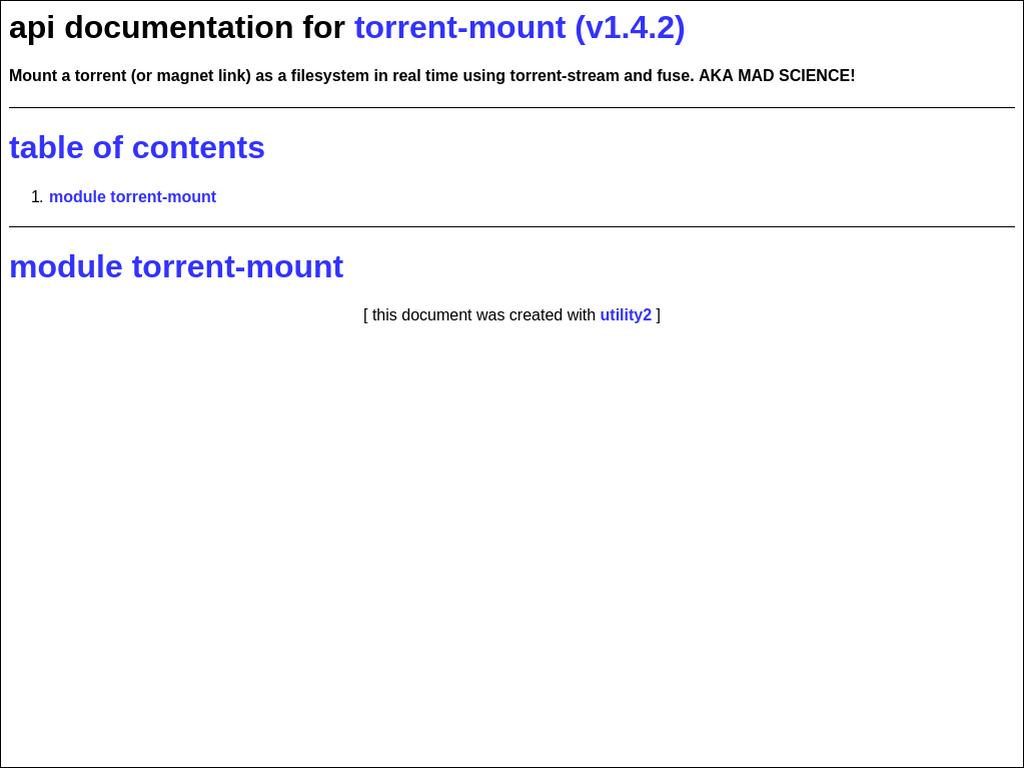 api documentation for torrent-mount (v1.4.2)
Mount a torrent (or magnet link) as a filesystem in real time using torrent-stream and fuse. AKA MAD SCIENCE!
table of contents
1. module torrent-mount
module torrent-mount
[ this document was created with utility2 ]